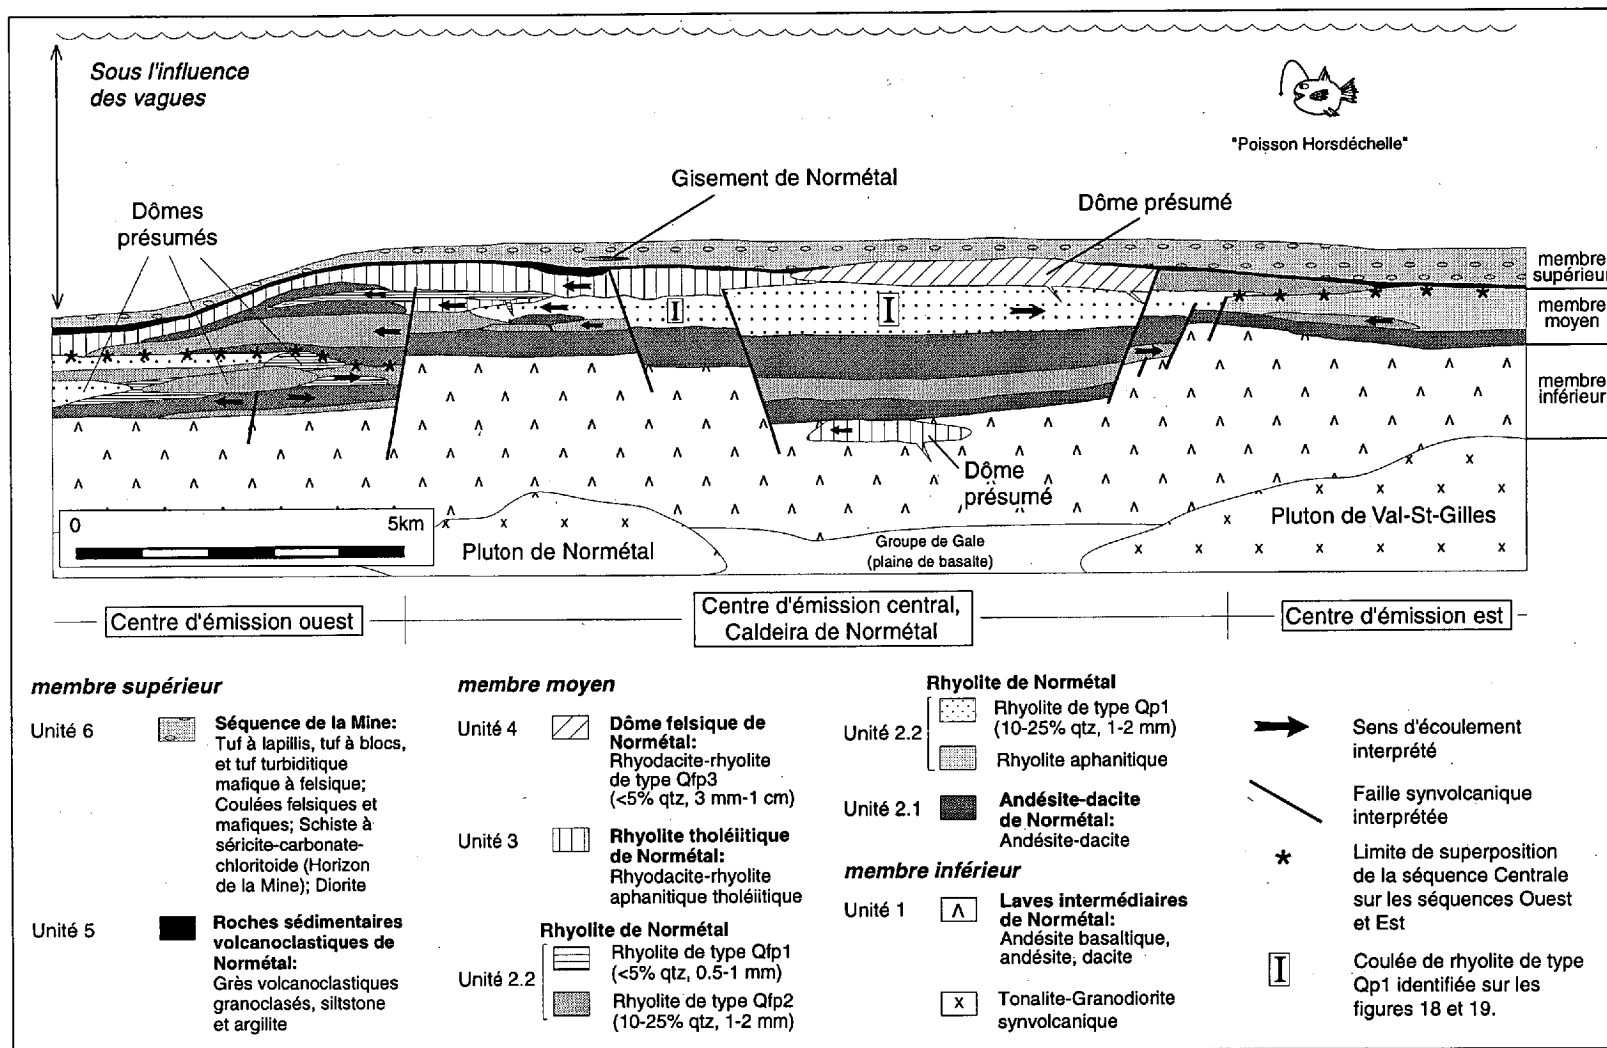 Sous l'influence
des vagues
"Poisson Horsdéchelle"
Gisement de Normétal
Dômes
présumés
Dôme présumé
membre
supérieur
membre
moyen
membre
inférieur
I
I
Dôme
présumé
0 5km
Pluton de Normétal
Groupe de Gale
(plaine de basalte)
Pluton de Val-St-Gilles
Centre d'émission ouest
Centre d'émission central,
Caldeira de Normétal
Centre d'émission est
membre supérieur
Unité 6
Séquence de la Mine:
Tuf à lapillis, tuf à blocs,
et tuf turbiditique
mafique à felsique;
Coulées felsiques et
mafiques; Schiste à
séricite-carbonate-
chloritoide (Horizon
de la Mine); Diorite
Unité 5
Roches sédimentaires
volcanoclastiques de
Normétal:
Grès volcanoclastiques
granoclasés, siltstone
et argilite
membre moyen
Unité 4
Dôme felsique de
Normétal:
Rhyodacite-rhyolite
de type Qfp3
(<5% qtz, 3 mm-1 cm)
Unité 3
Rhyolite tholéiitique
de Normétal:
Rhyodacite-rhyolite
aphanitique tholéiitique
Rhyolite de Normétal
Unité 2.2
Rhyolite de type Qfp1
(<5% qtz, 0.5-1 mm)
Rhyolite de type Qfp2
(10-25% qtz, 1-2 mm)
Rhyolite de Normétal
Unité 2.2
Rhyolite de type Qp1
(10-25% qtz, 1-2 mm)
Rhyolite aphanitique
Unité 2.1
Andésite-dacite
de Normétal:
Andésite-dacite
membre inférieur
Unité 1
Laves intermédiaires
de Normétal:
Andésite basaltique,
andésite, dacite
x Tonalite-Granodiorite
synvolcanique
Sens d'écoulement
interprété
Faille synvolcanique
interprétée
* Limite de superposition
de la séquence Centrale
sur les séquences Ouest
et Est
I Coulée de rhyolite de type
Qp1 identifiée sur les
figures 18 et 19.